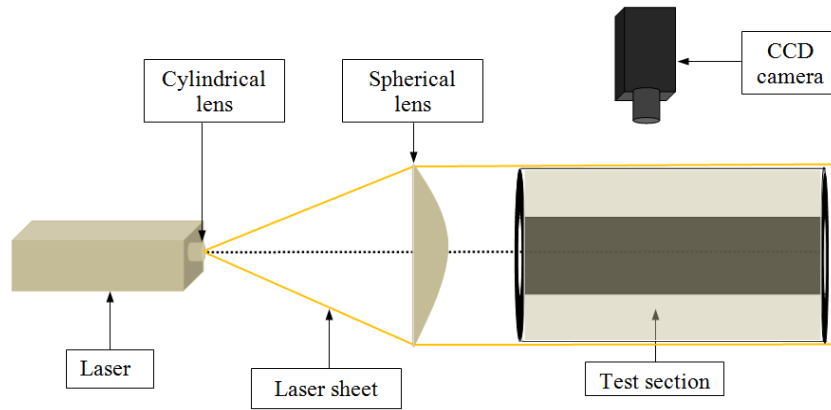 Cylindrical
lens
Spherical
lens
CCD
camera
Laser
Laser sheet
Test section